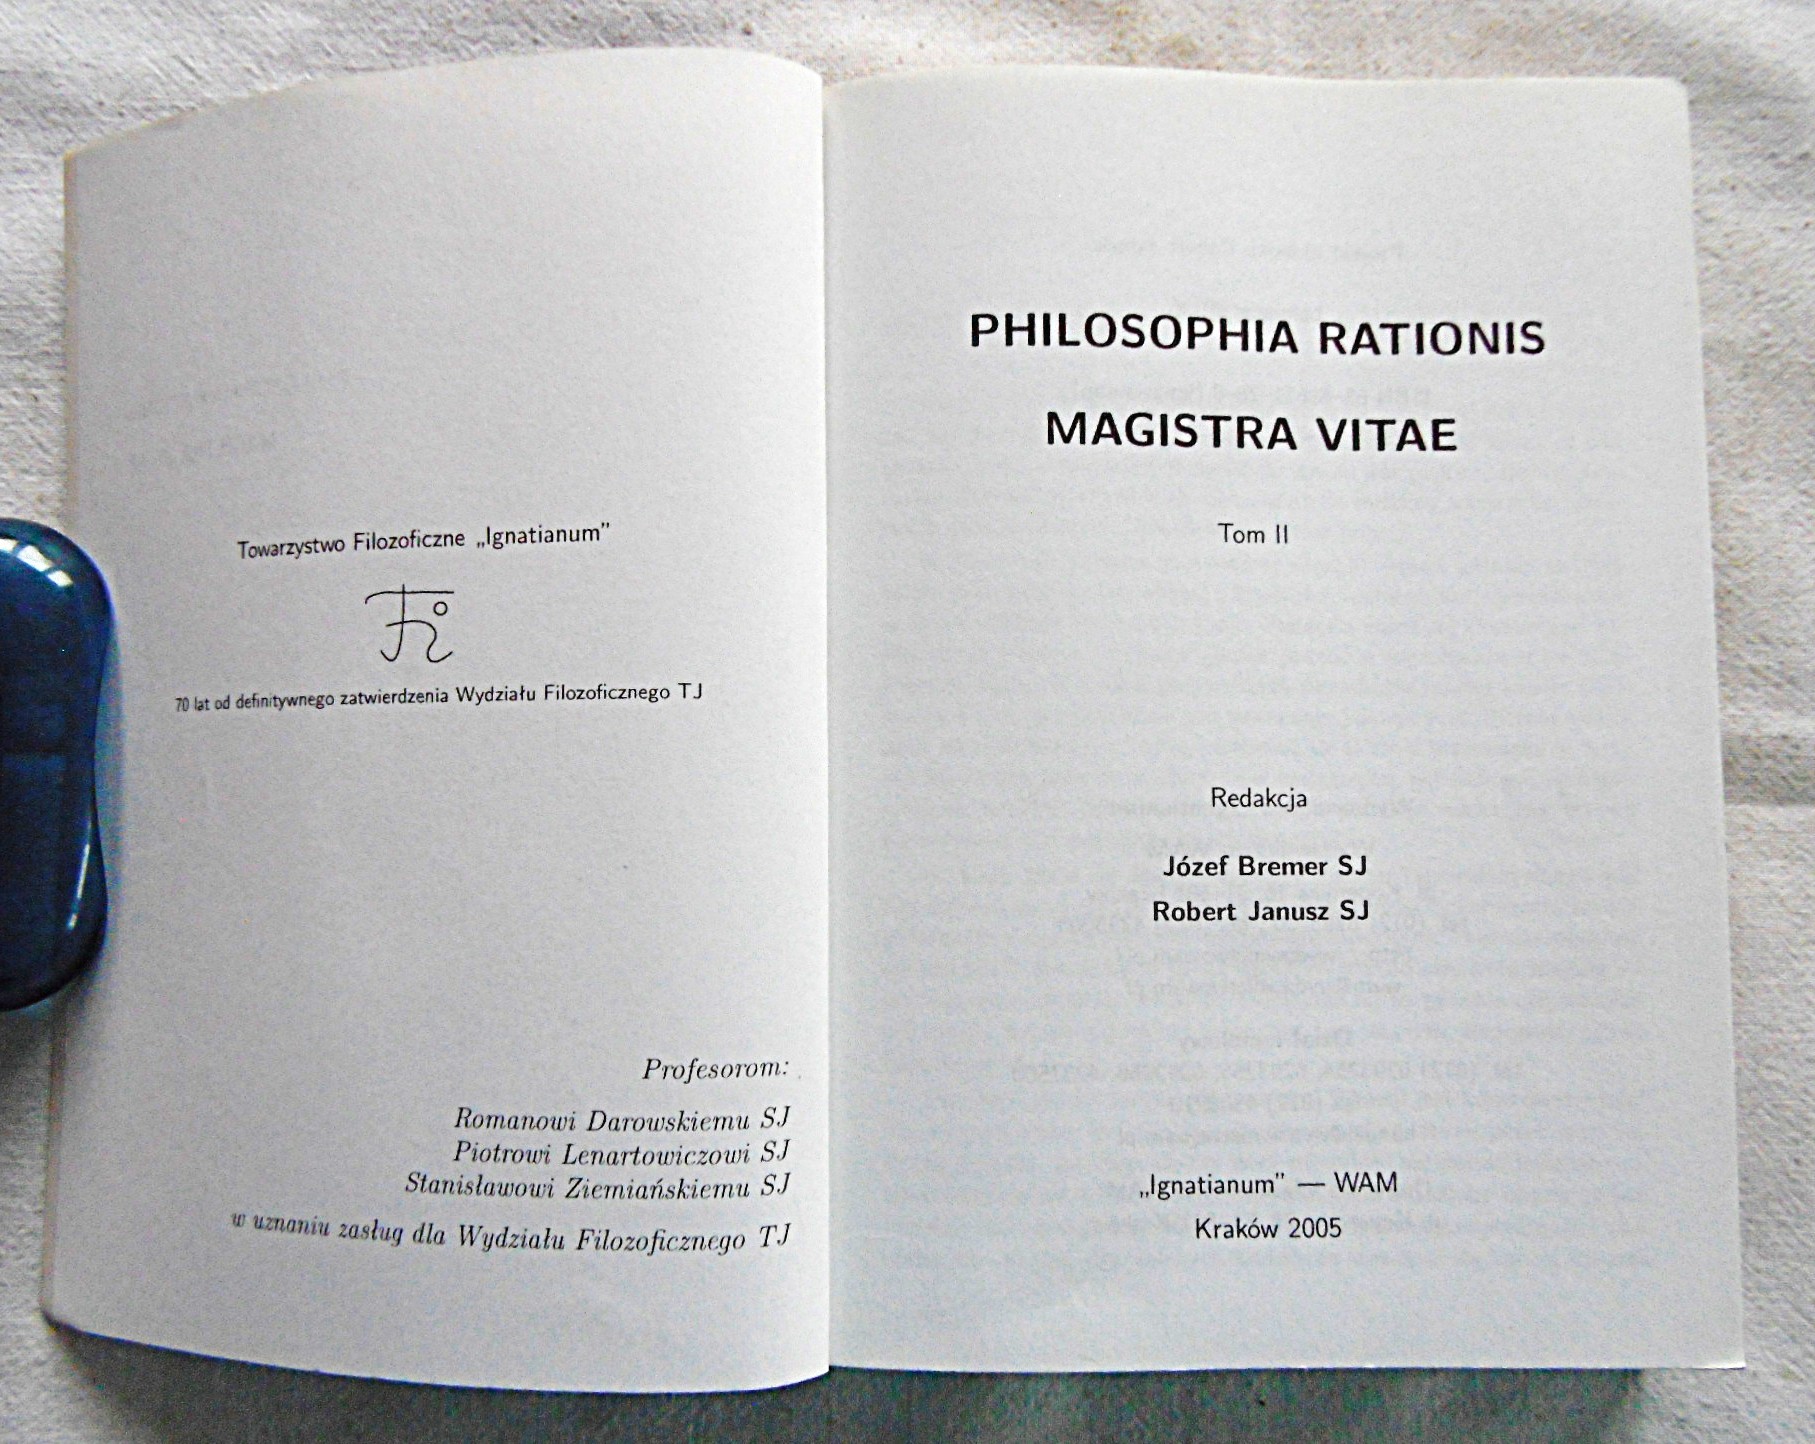 Towarzystwo Filozoficzne „Ignatianum”
70 lat od definitywnego zatwierdzenia Wydziału Filozoficznego TJ
Profesorom:
Romanowi Darowskiemu SJ
Piotrowi Lenartowiczowi SJ
Stanisławowi Ziemiańskiemu SJ
w uznaniu zasług dla Wydziału Filozoficznego TJ
PHILOSOPHIA RATIONIS
MAGISTRA VITAE
Tom II
Redakcja
Józef Bremer SJ
Robert Janusz SJ
„Ignatianum” — WAM
Kraków 2005